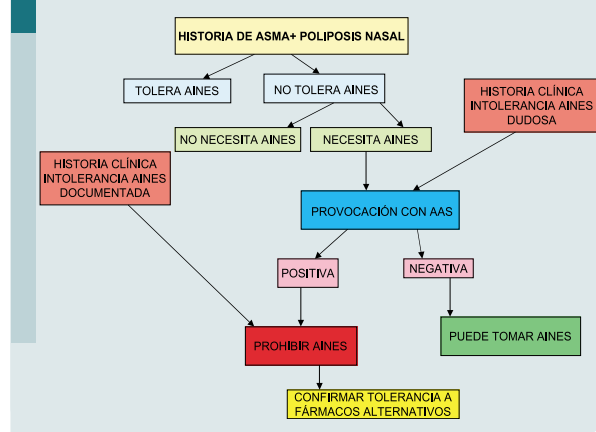 HISTORIA DE ASMA+ POLIPOSIS NASAL
TOLERA AINES
NO TOLERA AINES
HISTORIA CLÍNICA
INTOLERANCIA AINES
DUDOSA
NO NECESITA AINES
NECESITA AINES
HISTORIA CLÍNICA
INTOLERANCIA AINES
DOCUMENTADA
PROVOCACIÓN CON AAS
POSITIVA
NEGATIVA
PROHIBIR AINES
PUEDE TOMAR AINES
CONFIRMAR TOLERANCIA A
FÁRMACOS ALTERNATIVOS